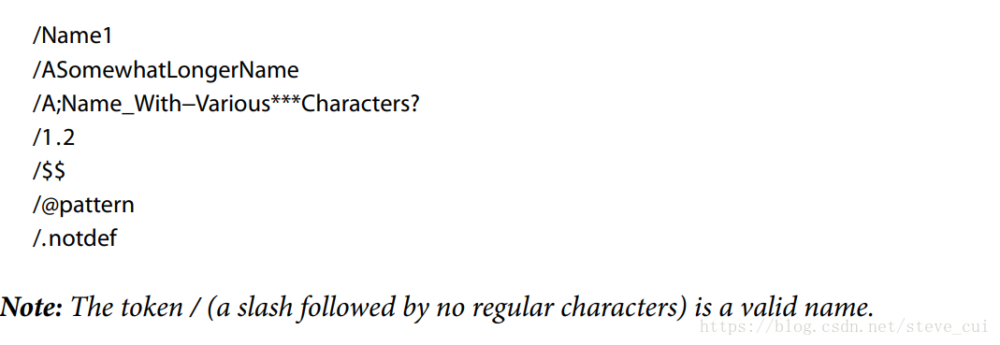 /Name1
/ASomewhatLongerName
/A;Name_With–Various***Characters?
/1.2
/$$
/@pattern
/.notdef
Note: The token / (a slash followed by no regular characters) is a valid name.
https://blog.csdn.net/steve_cui